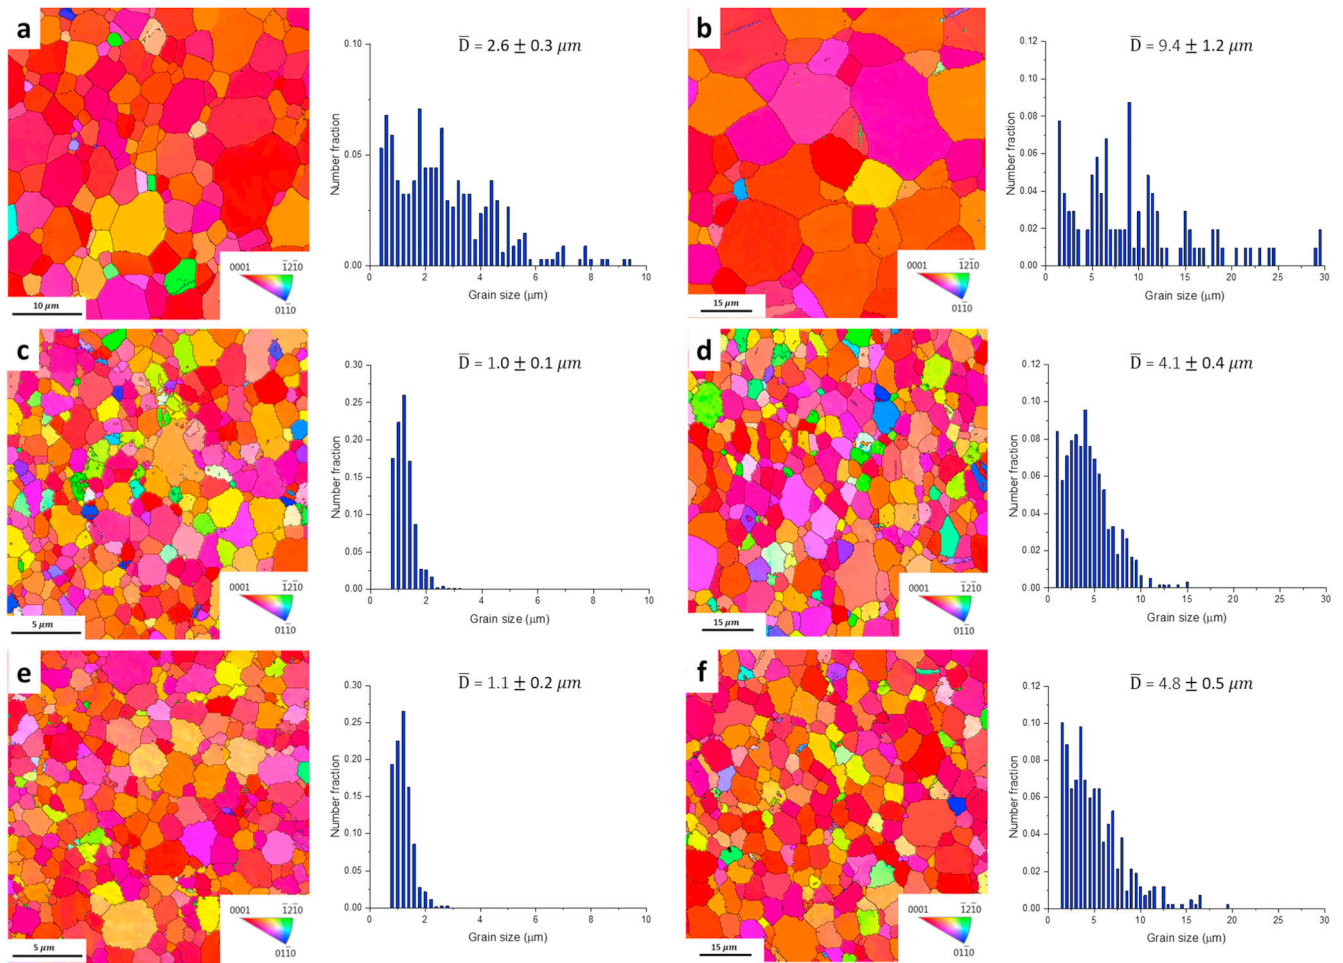 a
D̅ = 2.6 ± 0.3 μm
0.10
0.05
0.00
Number fraction
0 2 4 6 8 10
Grain size (μm)
10 μm
0001 1̅21̅0
011̅0
b
D̅ = 9.4 ± 1.2 μm
0.12
0.10
0.08
0.06
0.04
0.02
0.00
Number fraction
0 5 10 15 20 25 30
Grain size (μm)
15 μm
0001 1̅21̅0
011̅0
c
D̅ = 1.0 ± 0.1 μm
0.30
0.25
0.20
0.15
0.10
0.05
0.00
Number fraction
0 2 4 6 8 10
Grain size (μm)
5 μm
0001 1̅21̅0
011̅0
d
D̅ = 4.1 ± 0.4 μm
0.12
0.10
0.08
0.06
0.04
0.02
0.00
Number fraction
0 5 10 15 20 25 30
Grain size (μm)
15 μm
0001 1̅21̅0
011̅0
e
D̅ = 1.1 ± 0.2 μm
0.30
0.25
0.20
0.15
0.10
0.05
0.00
Number fraction
0 2 4 6 8 10
Grain size (μm)
5 μm
0001 1̅21̅0
011̅0
f
D̅ = 4.8 ± 0.5 μm
0.12
0.10
0.08
0.06
0.04
0.02
0.00
Number fraction
0 5 10 15 20 25 30
Grain size (μm)
15 μm
0001 1̅21̅0
011̅0